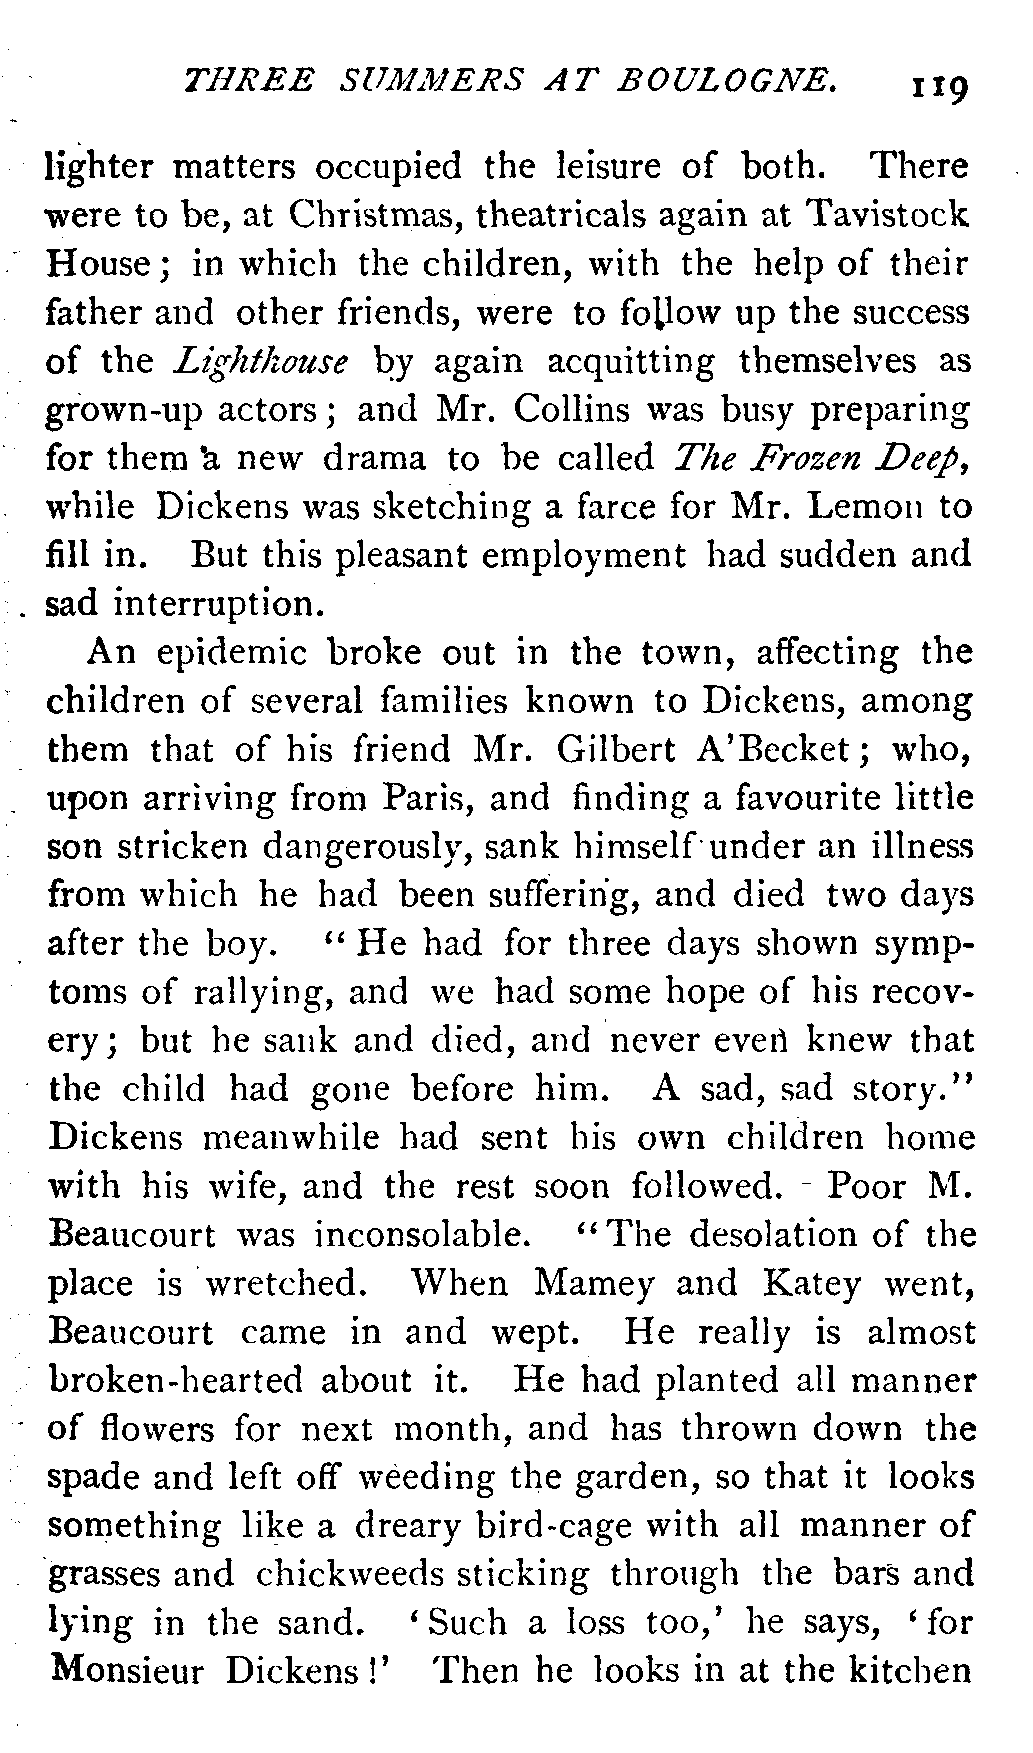 THREE SUMMERS AT BOULOGNE. 119
lighter matters occupied the leisure of both. There
were to be, at Christmas, theatricals again at Tavistock
House; in which the children, with the help of their
father and other friends, were to follow up the success
of the Lighthouse by again acquitting themselves as
grown-up actors; and Mr. Collins was busy preparing
for them a new drama to be called The Frozen Deep,
while Dickens was sketching a farce for Mr. Lemon to
fill in. But this pleasant employment had sudden and
sad interruption.
An epidemic broke out in the town, affecting the
children of several families known to Dickens, among
them that of his friend Mr. Gilbert A'Becket; who,
upon arriving from Paris, and finding a favourite little
son stricken dangerously, sank himself under an illness
from which he had been suffering, and died two days
after the boy. "He had for three days shown symp-
toms of rallying, and we had some hope of his recov-
ery; but he sank and died, and never even knew that
the child had gone before him. A sad, sad story."
Dickens meanwhile had sent his own children home
with his wife, and the rest soon followed. Poor M.
Beaucourt was inconsolable. "The desolation of the
place is wretched. When Mamey and Katey went,
Beaucourt came in and wept. He really is almost
broken-hearted about it. He had planted all manner
of flowers for next month, and has thrown down the
spade and left off weeding the garden, so that it looks
something like a dreary bird-cage with all manner of
grasses and chickweeds sticking through the bars and
lying in the sand. 'Such a loss too,' he says, 'for
Monsieur Dickens!' Then he looks in at the kitchen